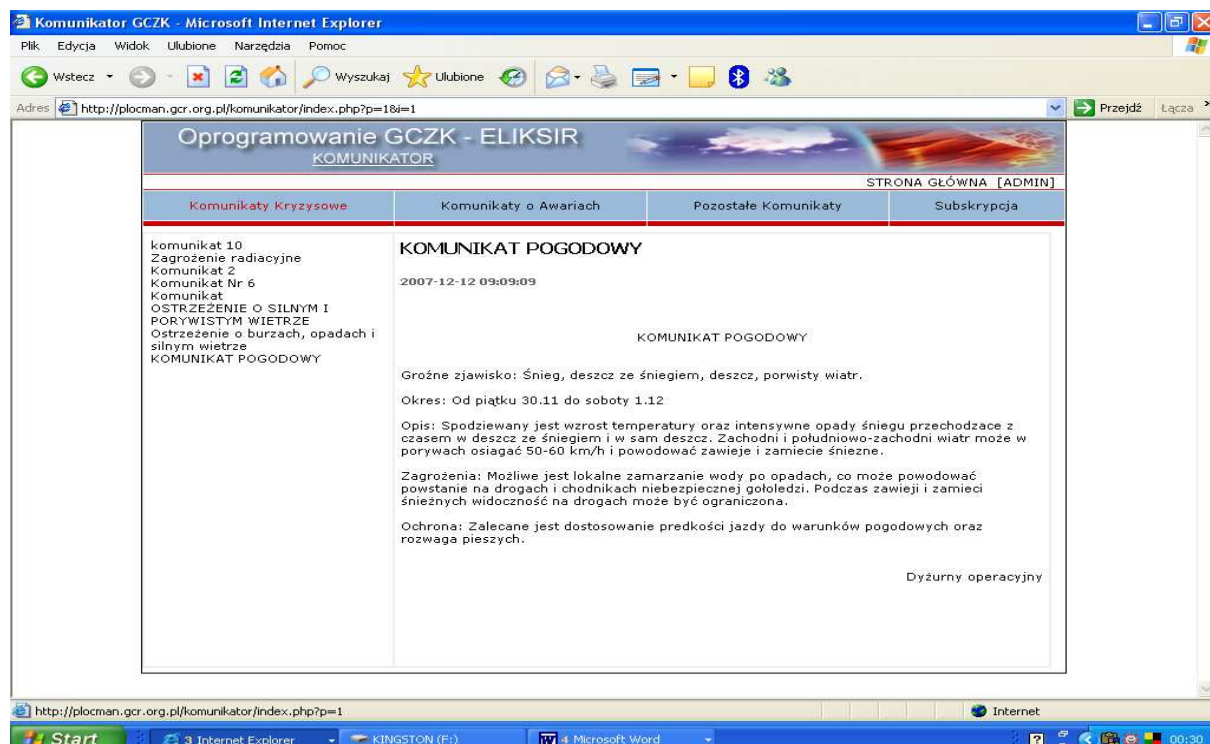 Komunikator GCZK - Microsoft Internet Explorer
Plik Edycja Widok Ulubione Narzędzia Pomoc
Wstecz Wyszukaj Ulubione
Adres http://plocman.gcr.org.pl/komunikator/index.php?p=1&i=1 Przejdź Łącza
Oprogramowanie GCZK - ELIKSIR
KOMUNIKATOR
STRONA GŁÓWNA [ADMIN]
Komunikaty Kryzysowe Komunikaty o Awariach Pozostałe Komunikaty Subskrypcja
komunikat 10
Zagrożenie radiacyjne
Komunikat 2
Komunikat Nr 6
Komunikat
OSTRZEŻENIE O SILNYM I
PORYWISTYM WIETRZE
Ostrzeżenie o burzach, opadach i
silnym wietrze
KOMUNIKAT POGODOWY
KOMUNIKAT POGODOWY
2007-12-12 09:09:09
KOMUNIKAT POGODOWY
Groźne zjawisko: Śnieg, deszcz ze śniegiem, deszcz, porwisty wiatr.
Okres: Od piątku 30.11 do soboty 1.12
Opis: Spodziewany jest wzrost temperatury oraz intensywne opady śniegu przechodzace z
czasem w deszcz ze śniegiem i w sam deszcz. Zachodni i południowo-zachodni wiatr może w
porywach osiagać 50-60 km/h i powodować zawieje i zamiecie śniezne.
Zagrożenia: Możliwe jest lokalne zamarzanie wody po opadach, co może powodować
powstanie na drogach i chodnikach niebezpiecznej gołoledzi. Podczas zawieji i zamieci
śnieżnych widoczność na drogach może być ograniczona.
Ochrona: Zalecane jest dostosowanie predkości jazdy do warunków pogodowych oraz
rozwaga pieszych.
Dyżurny operacyjny
http://plocman.gcr.org.pl/komunikator/index.php?p=1 Internet
Start 3 Internet Explorer KINGSTON (F:) 4 Microsoft Word 00:30